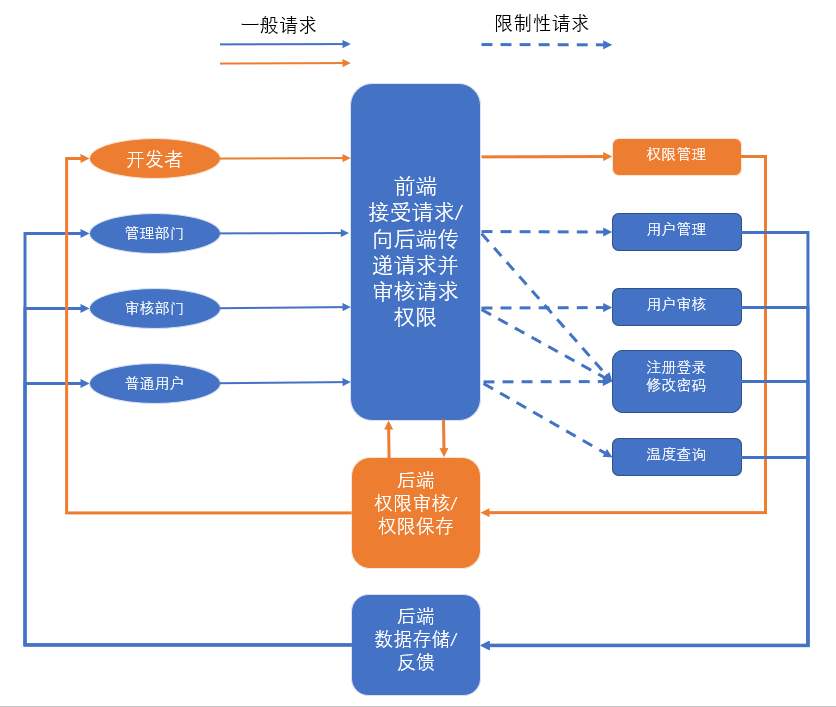 一般请求
限制性请求
开发者
管理部门
审核部门
普通用户
前端
接受请求/
向后端传
递请求并
审核请求
权限
权限管理
用户管理
用户审核
注册登录
修改密码
温度查询
后端
权限审核/
权限保存
后端
数据存储/
反馈